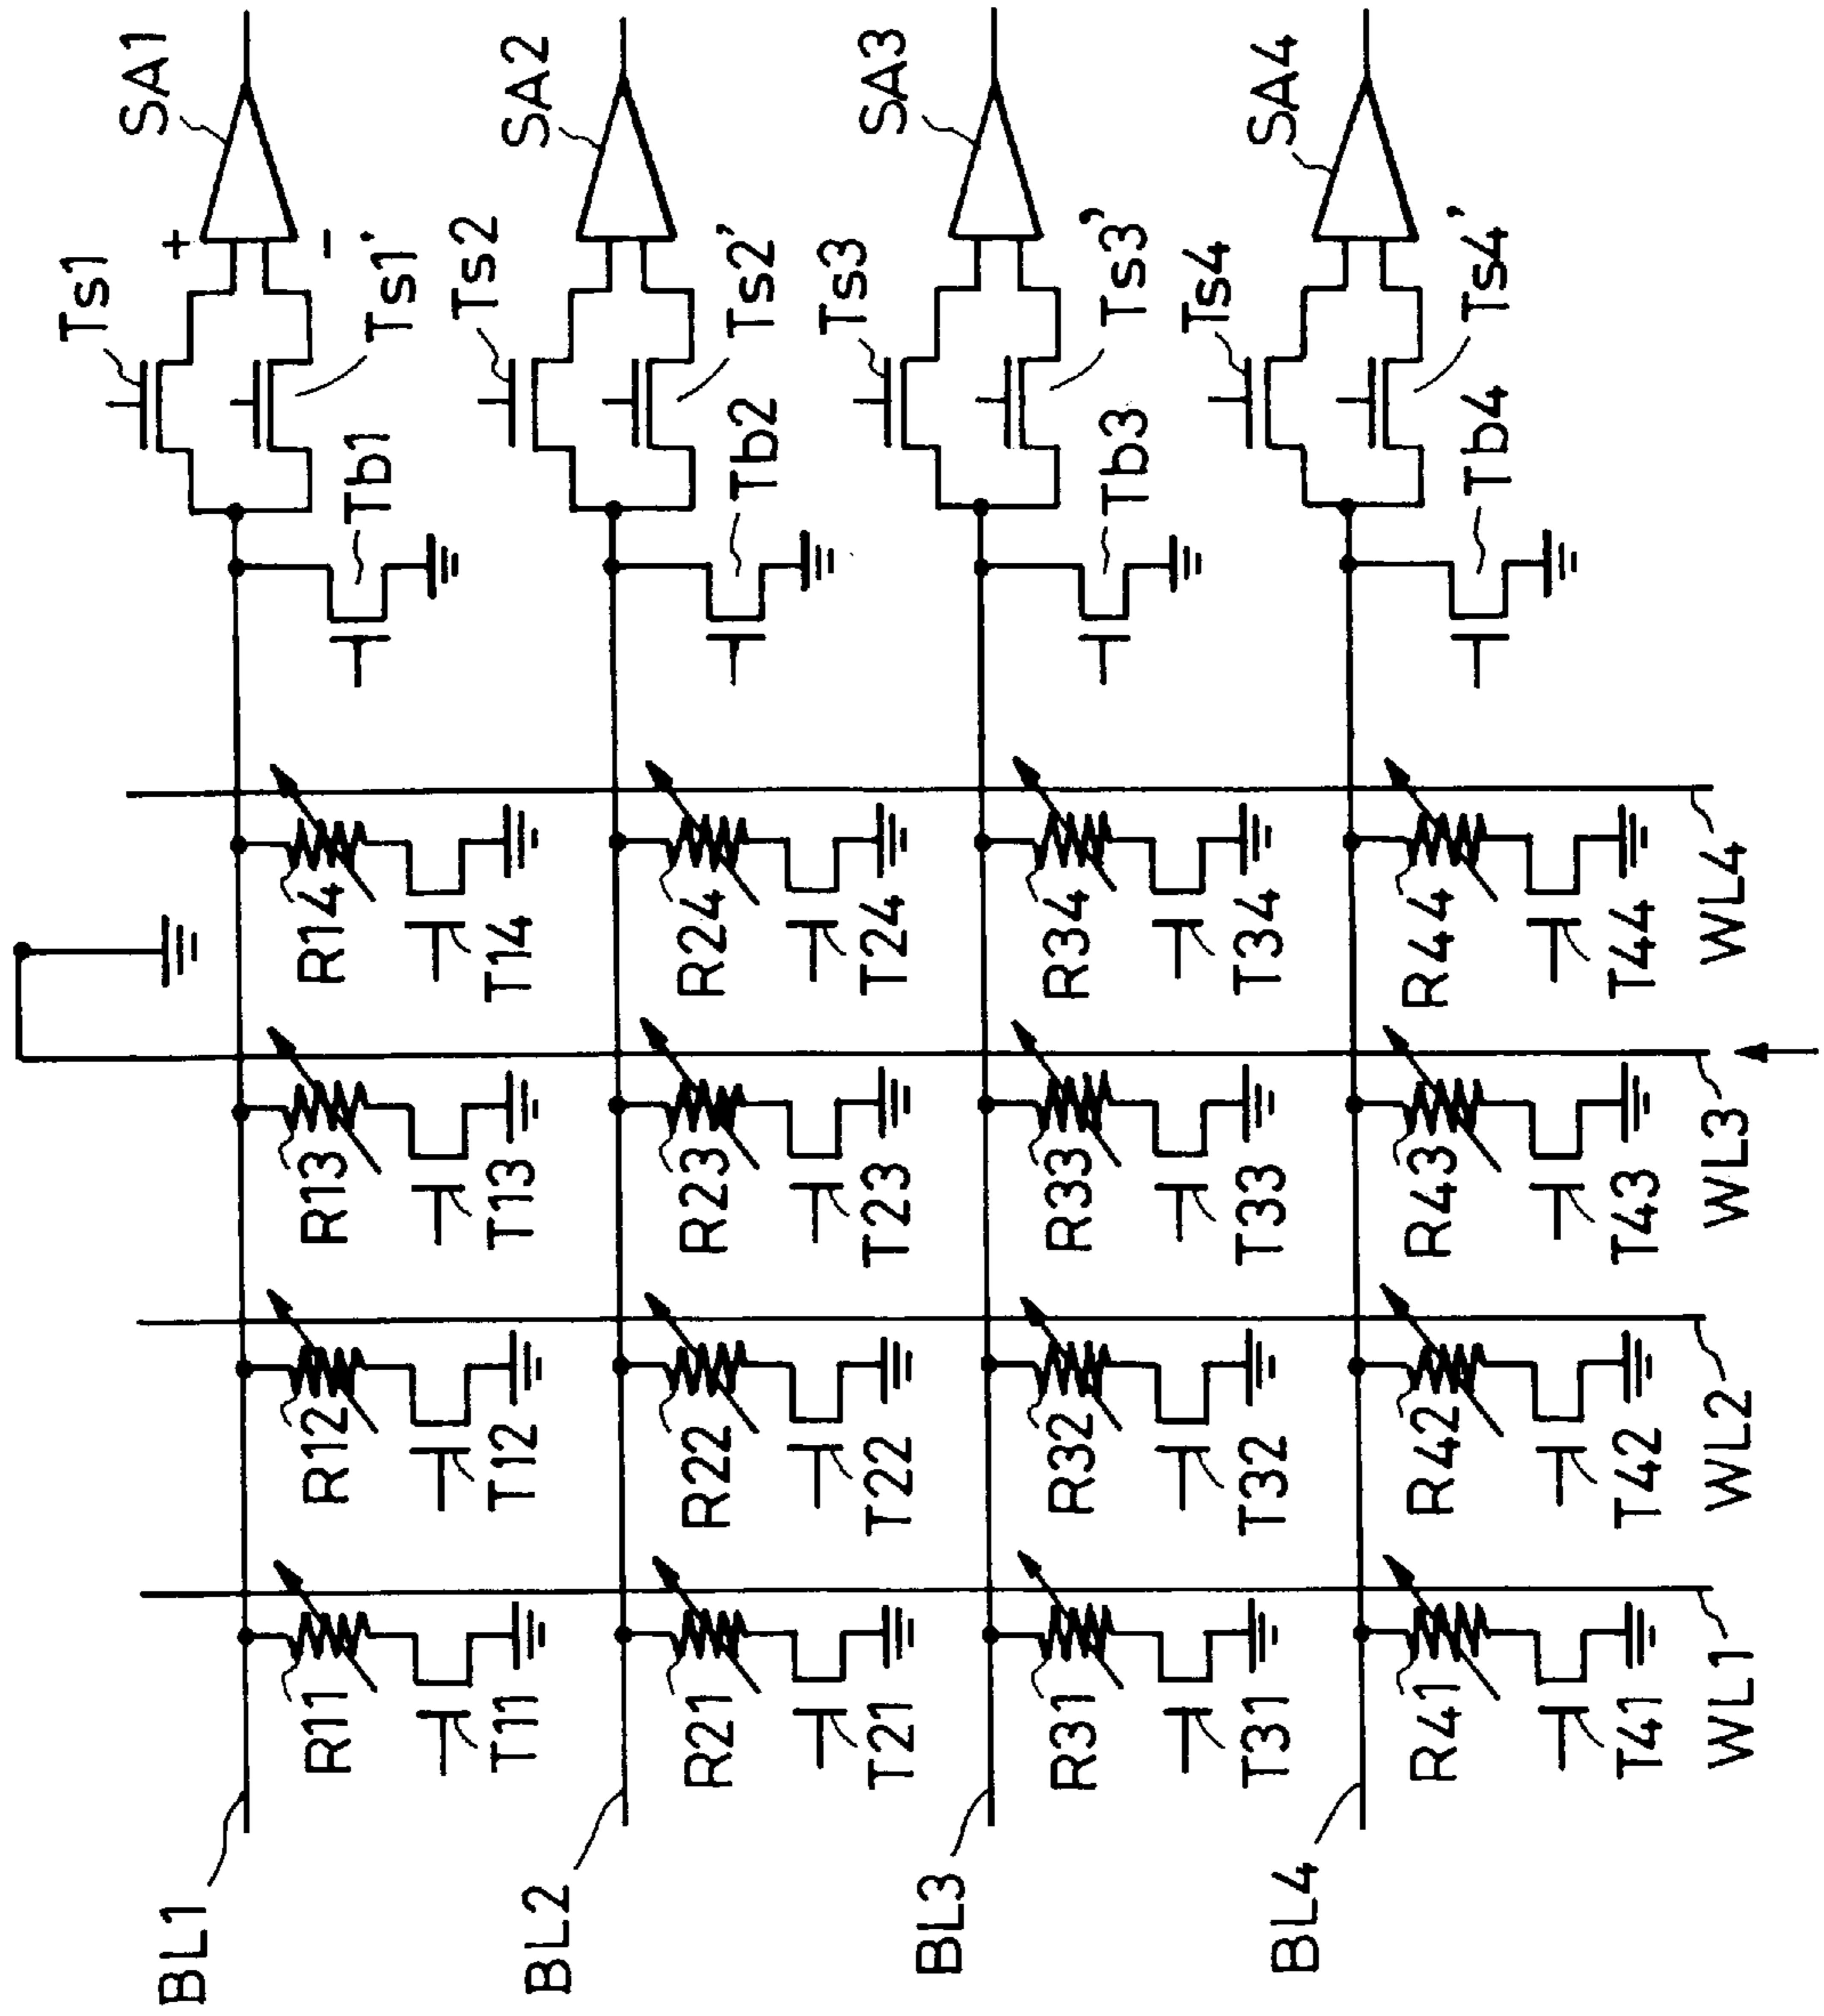 Ts1
SA1
+
-
Ts1'
Tb1
R14
T14
R13
T13
R12
T12
R11
T11
BL1
Ts2
SA2
Ts2'
Tb2
R24
T24
R23
T23
R22
T22
R21
T21
BL2
Ts3
SA3
Ts3'
Tb3
R34
T34
R33
T33
R32
T32
R31
T31
BL3
Ts4
SA4
Ts4'
Tb4
R44
T44
R43
T43
R42
T42
R41
T41
BL4
WL4
WL3
WL2
WL1